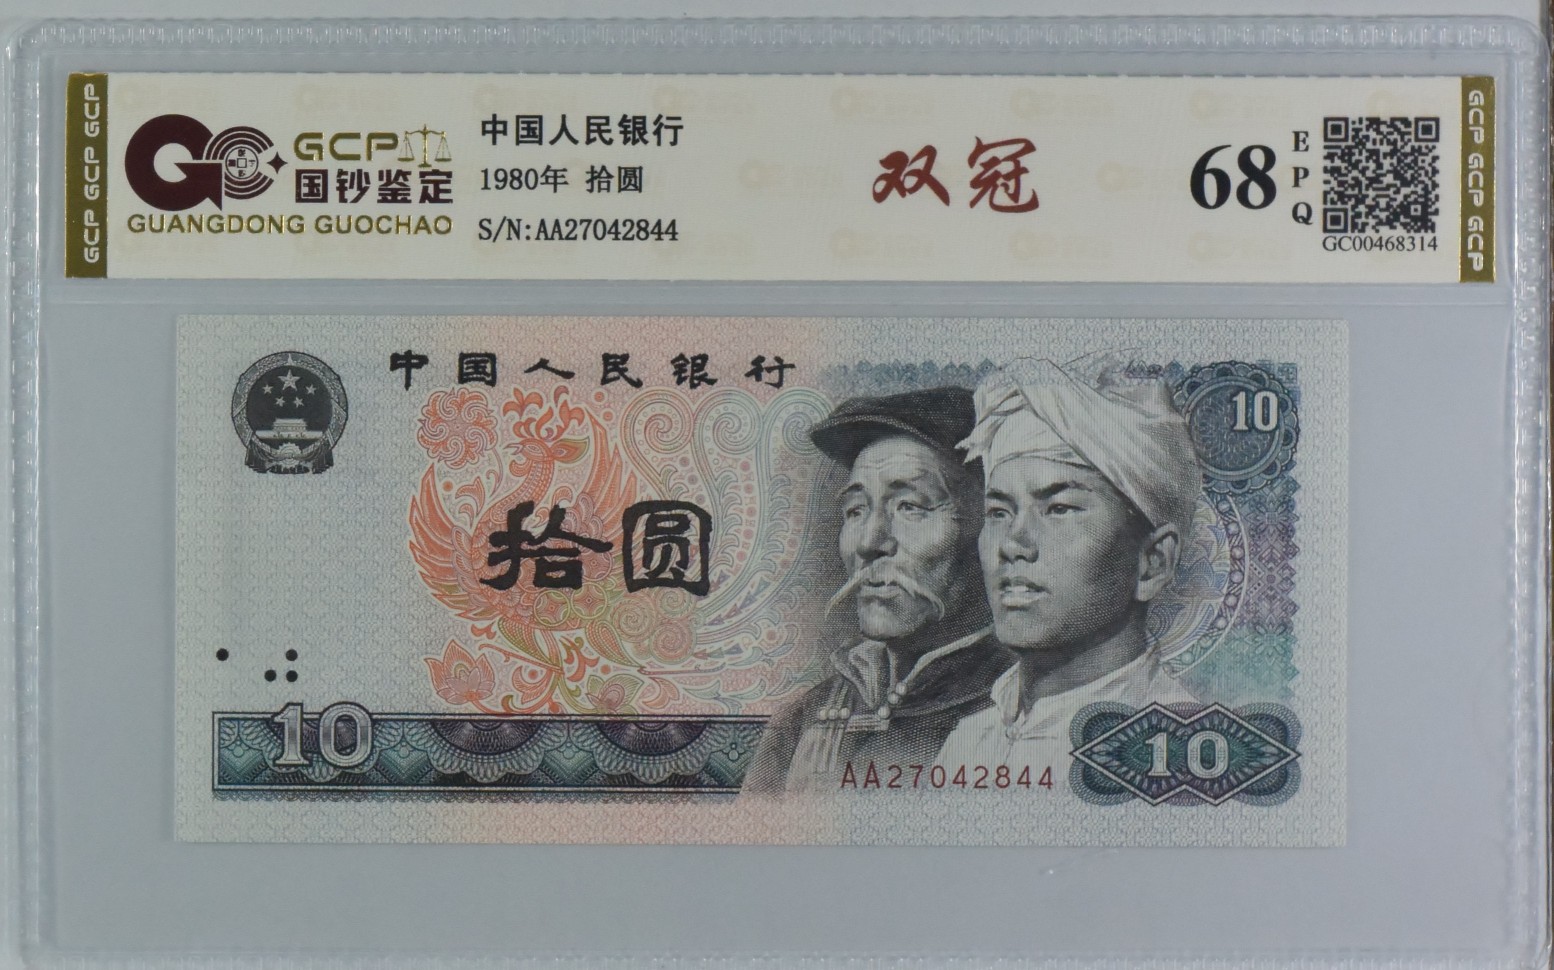 GCP GCP GCP
GCP
国钞鉴定
GUANGDONG GUOCHAO
中国人民银行
1980年 拾圆
S/N:AA27042844
双冠
68
EPQ
GC00468314
GCP GCP GCP
中国人民银行
10
拾圆
10
AA27042844
10